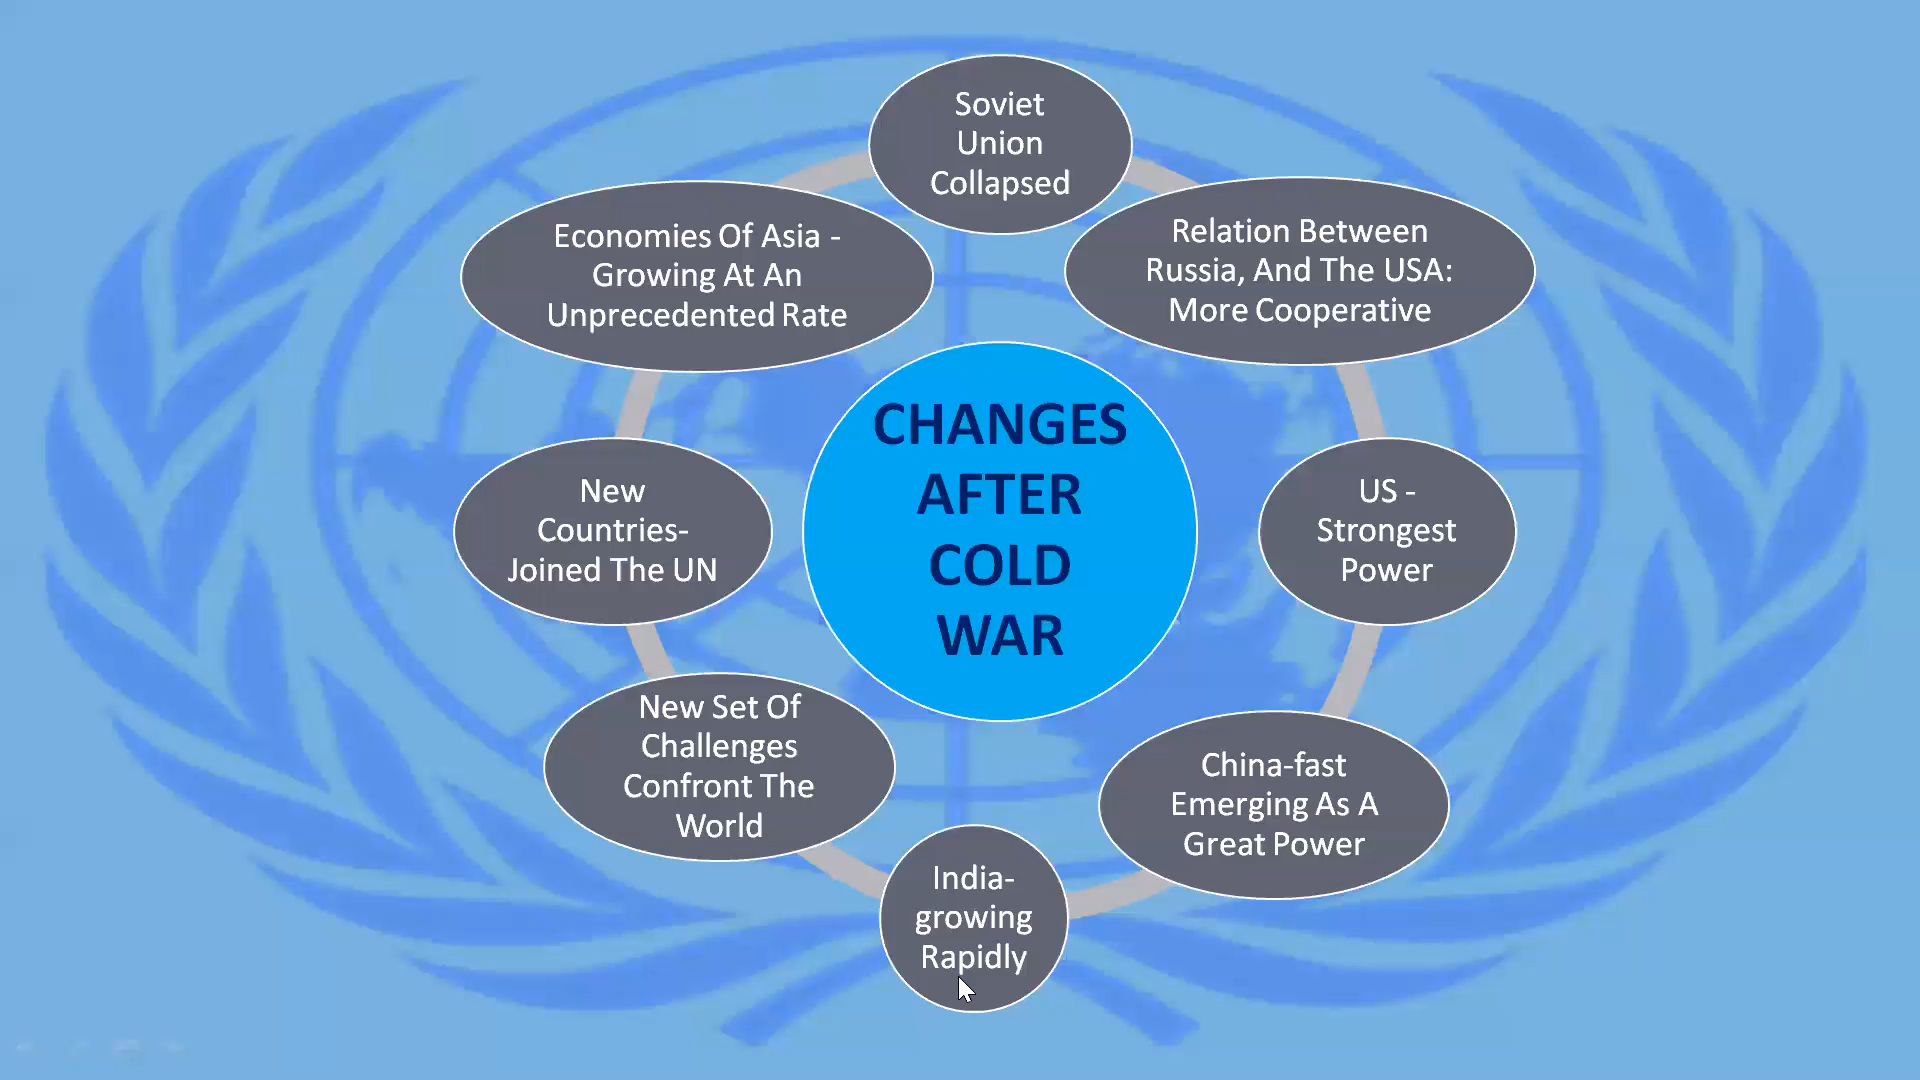 Soviet
Union
Collapsed
Relation Between
Russia, And The USA:
More Cooperative
US -
Strongest
Power
China-fast
Emerging As A
Great Power
India-
growing
Rapidly
New Set Of
Challenges
Confront The
World
New
Countries-
Joined The UN
Economies Of Asia -
Growing At An
Unprecedented Rate
CHANGES
AFTER
COLD
WAR